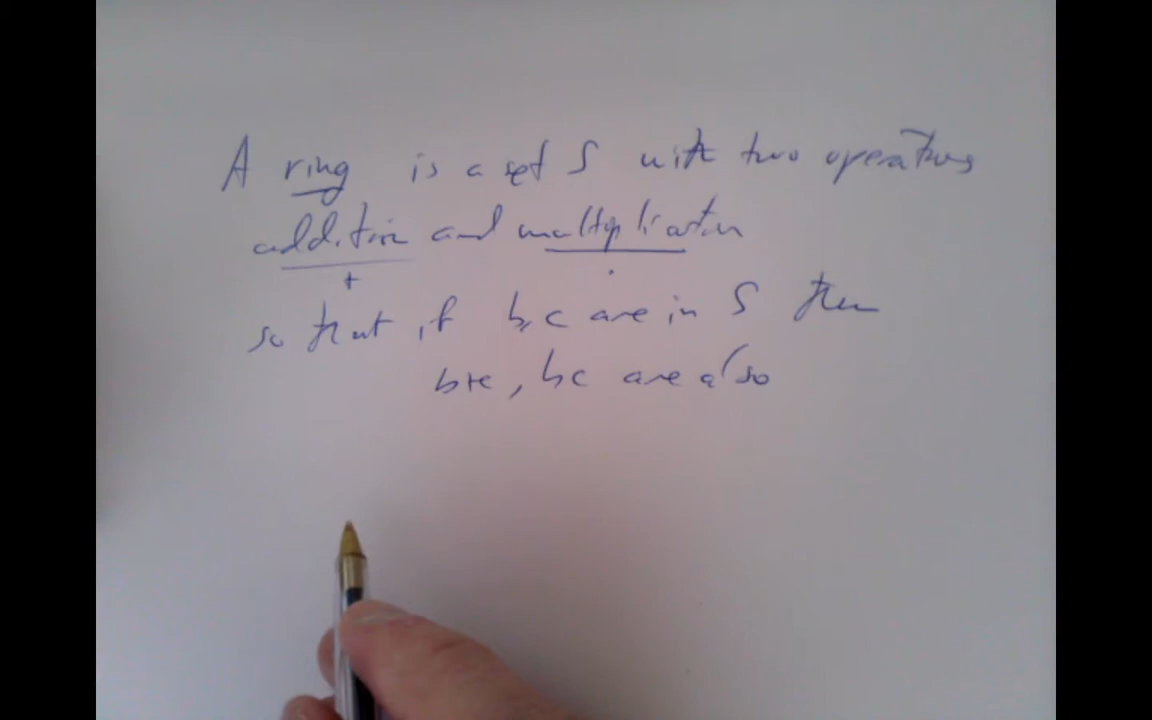 A ring is a set S with two operations
addition and multiplication
+ ·
so that if b,c are in S then
b+c, bc are also